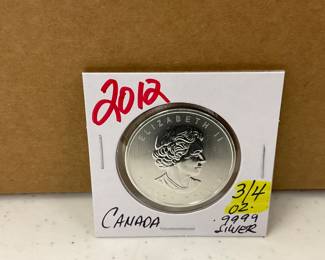 2012
ELIZABETH II
CANADA
3/4
OZ.
.9999
SILVER